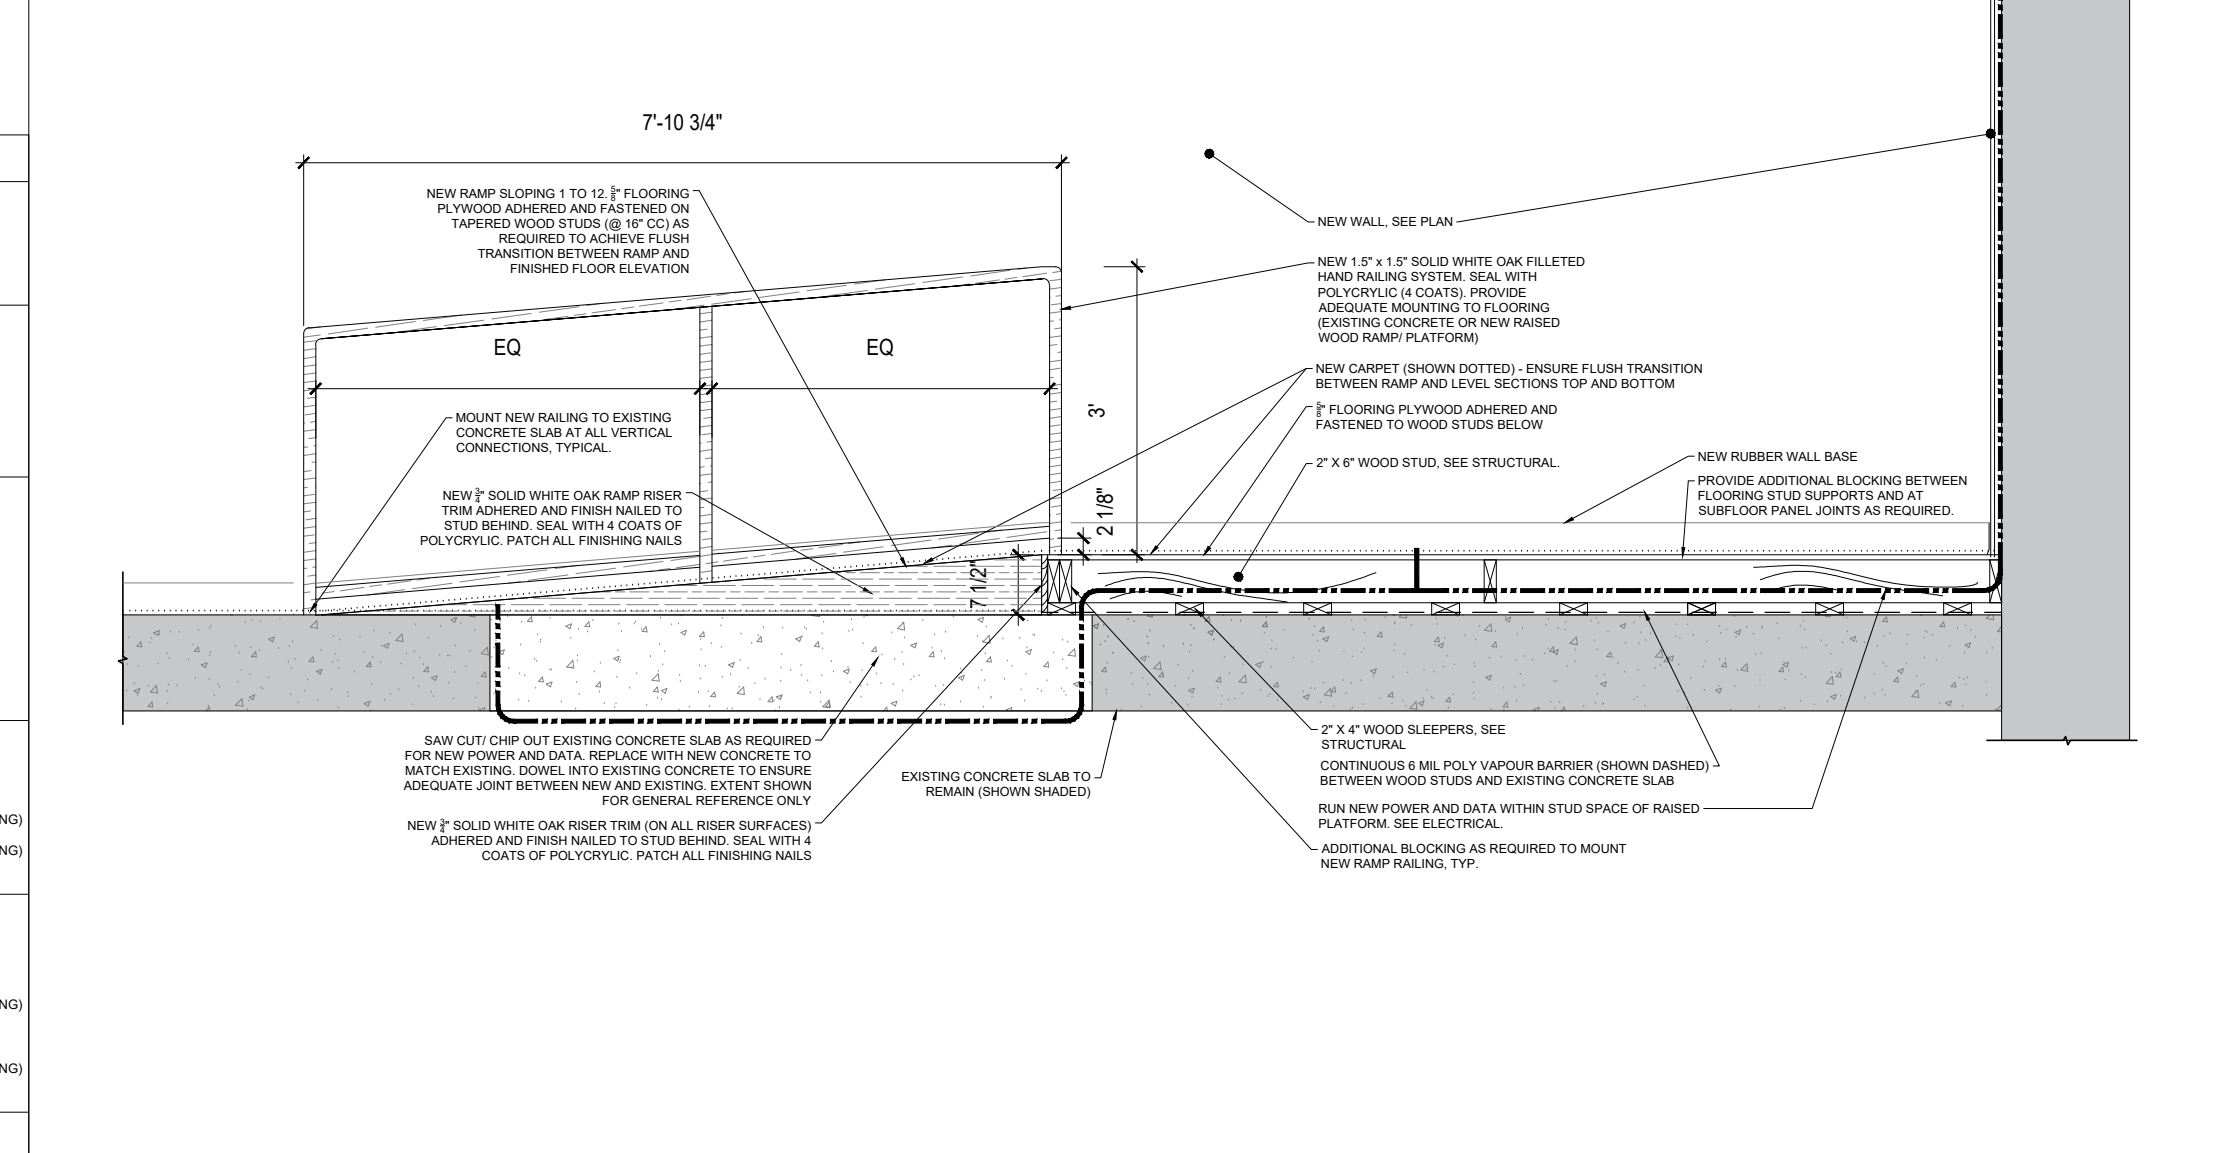 7'-10 3/4"
NEW RAMP SLOPING 1 TO 12. 5/8" FLOORING
PLYWOOD ADHERED AND FASTENED ON
TAPERED WOOD STUDS (@ 16" CC) AS
REQUIRED TO ACHIEVE FLUSH
TRANSITION BETWEEN RAMP AND
FINISHED FLOOR ELEVATION
NEW WALL, SEE PLAN
NEW 1.5" x 1.5" SOLID WHITE OAK FILLETED
HAND RAILING SYSTEM. SEAL WITH
POLYCRYLIC (4 COATS). PROVIDE
ADEQUATE MOUNTING TO FLOORING
(EXISTING CONCRETE OR NEW RAISED
WOOD RAMP/ PLATFORM)
EQ
EQ
NEW CARPET (SHOWN DOTTED) - ENSURE FLUSH TRANSITION
BETWEEN RAMP AND LEVEL SECTIONS TOP AND BOTTOM
3'
5/8" FLOORING PLYWOOD ADHERED AND
FASTENED TO WOOD STUDS BELOW
MOUNT NEW RAILING TO EXISTING
CONCRETE SLAB AT ALL VERTICAL
CONNECTIONS, TYPICAL.
2" X 6" WOOD STUD, SEE STRUCTURAL.
NEW RUBBER WALL BASE
PROVIDE ADDITIONAL BLOCKING BETWEEN
FLOORING STUD SUPPORTS AND AT
SUBFLOOR PANEL JOINTS AS REQUIRED.
NEW 3/4" SOLID WHITE OAK RAMP RISER
TRIM ADHERED AND FINISH NAILED TO
STUD BEHIND. SEAL WITH 4 COATS OF
POLYCRYLIC. PATCH ALL FINISHING NAILS
2 1/8"
7 1/2"
SAW CUT/ CHIP OUT EXISTING CONCRETE SLAB AS REQUIRED
FOR NEW POWER AND DATA. REPLACE WITH NEW CONCRETE TO
MATCH EXISTING. DOWEL INTO EXISTING CONCRETE TO ENSURE
ADEQUATE JOINT BETWEEN NEW AND EXISTING. EXTENT SHOWN
FOR GENERAL REFERENCE ONLY
EXISTING CONCRETE SLAB TO
REMAIN (SHOWN SHADED)
2" X 4" WOOD SLEEPERS, SEE
STRUCTURAL
CONTINUOUS 6 MIL POLY VAPOUR BARRIER (SHOWN DASHED)
BETWEEN WOOD STUDS AND EXISTING CONCRETE SLAB
RUN NEW POWER AND DATA WITHIN STUD SPACE OF RAISED
PLATFORM. SEE ELECTRICAL.
NEW 3/4" SOLID WHITE OAK RISER TRIM (ON ALL RISER SURFACES)
ADHERED AND FINISH NAILED TO STUD BEHIND. SEAL WITH 4
COATS OF POLYCRYLIC. PATCH ALL FINISHING NAILS
ADDITIONAL BLOCKING AS REQUIRED TO MOUNT
NEW RAMP RAILING, TYP.
NG)
NG)
NG)
NG)